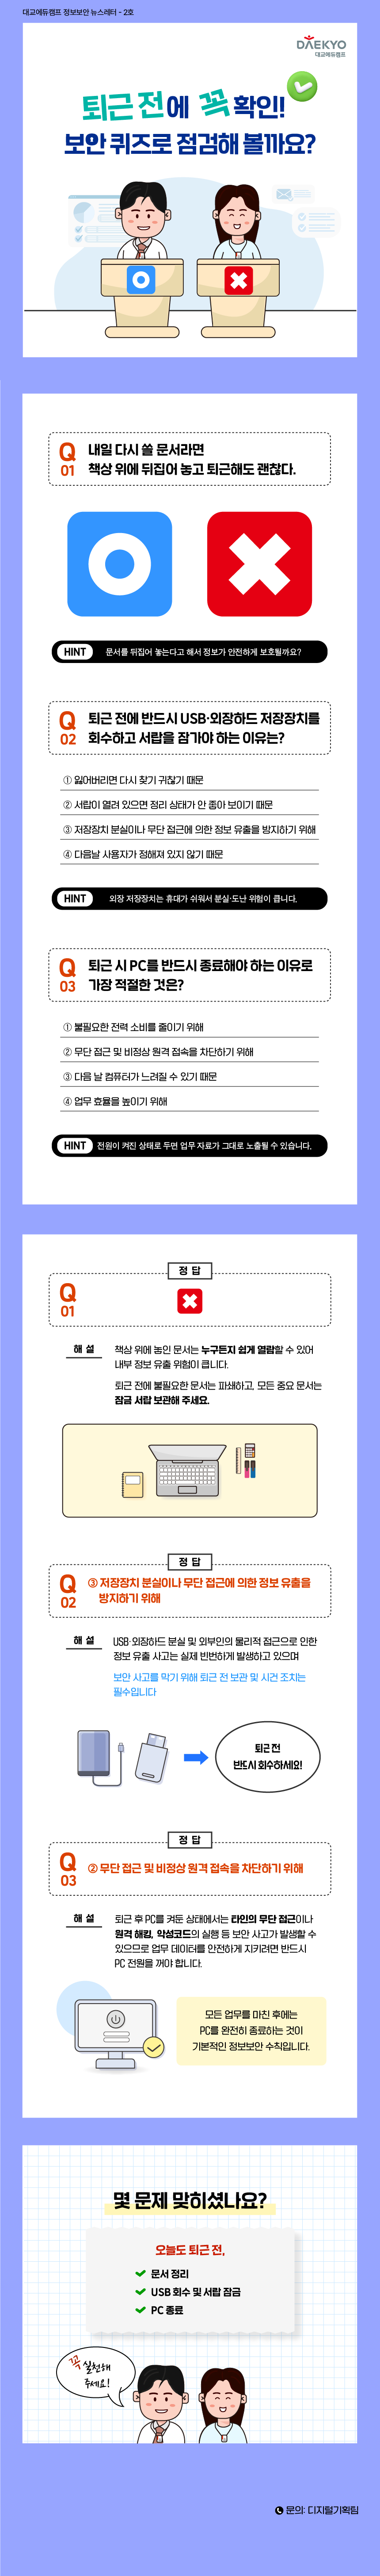 대교에듀캠프 정보보안 뉴스레터 - 2호
DAEKYO
대교에듀캠프
퇴근 전에 꼭 확인!
보안 퀴즈로 점검해 볼까요?
Q
01
내일 다시 쓸 문서라면
책상 위에 뒤집어 놓고 퇴근해도 괜찮다.
HINT 문서를 뒤집어 놓는다고 해서 정보가 안전하게 보호될까요?
Q
02
퇴근 전에 반드시 USB·외장하드 저장장치를
회수하고 서랍을 잠가야 하는 이유는?
① 잃어버리면 다시 찾기 귀찮기 때문
② 서랍이 열려 있으면 정리 상태가 안 좋아 보이기 때문
③ 저장장치 분실이나 무단 접근에 의한 정보 유출을 방지하기 위해
④ 다음날 사용자가 정해져 있지 않기 때문
HINT 외장 저장장치는 휴대가 쉬워서 분실·도난 위험이 큽니다.
Q
03
퇴근 시 PC를 반드시 종료해야 하는 이유로
가장 적절한 것은?
① 불필요한 전력 소비를 줄이기 위해
② 무단 접근 및 비정상 원격 접속을 차단하기 위해
③ 다음 날 컴퓨터가 느려질 수 있기 때문
④ 업무 효율을 높이기 위해
HINT 전원이 켜진 상태로 두면 업무 자료가 그대로 노출될 수 있습니다.
정 답
Q
01
해 설
책상 위에 놓인 문서는 누구든지 쉽게 열람할 수 있어
내부 정보 유출 위험이 큽니다.
퇴근 전에 불필요한 문서는 파쇄하고, 모든 중요 문서는
잠금 서랍 보관해 주세요.
정 답
Q
02
③ 저장장치 분실이나 무단 접근에 의한 정보 유출을
방지하기 위해
해 설
USB·외장하드 분실 및 외부인의 물리적 접근으로 인한
정보 유출 사고는 실제 빈번하게 발생하고 있으며
보안 사고를 막기 위해 퇴근 전 보관 및 시건 조치는
필수입니다
퇴근 전
반드시 회수하세요!
정 답
Q
03
② 무단 접근 및 비정상 원격 접속을 차단하기 위해
해 설
퇴근 후 PC를 켜둔 상태에서는 타인의 무단 접근이나
원격 해킹, 악성코드의 실행 등 보안 사고가 발생할 수
있으므로 업무 데이터를 안전하게 지키려면 반드시
PC 전원을 꺼야 합니다.
모든 업무를 마친 후에는
PC를 완전히 종료하는 것이
기본적인 정보보안 수칙입니다.
몇 문제 맞히셨나요?
오늘도 퇴근 전,
문서 정리
USB 회수 및 서랍 잠금
PC 종료
꼭 실천해
주세요!
문의: 디지털기획팀